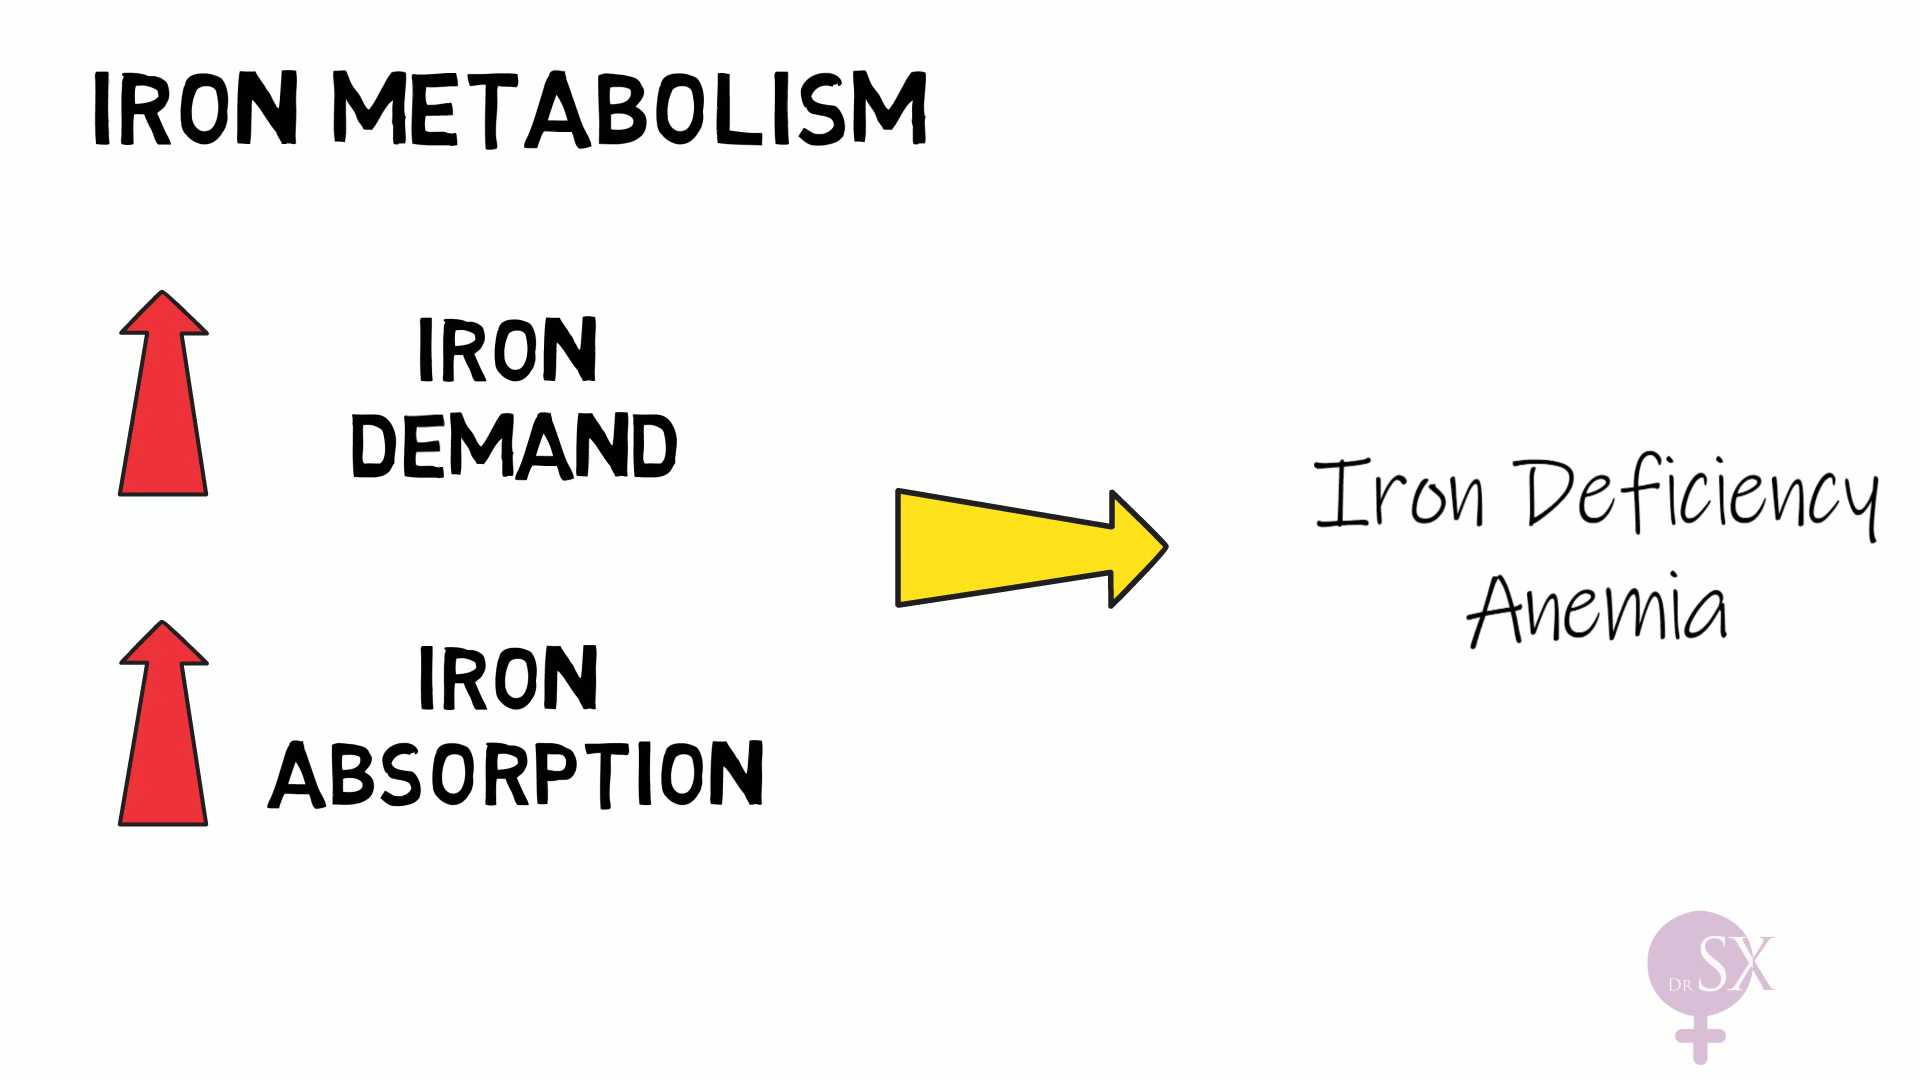 IRON METABOLISM
IRON
DEMAND
IRON
ABSORPTION
Iron Deficiency
Anemia
DR SX